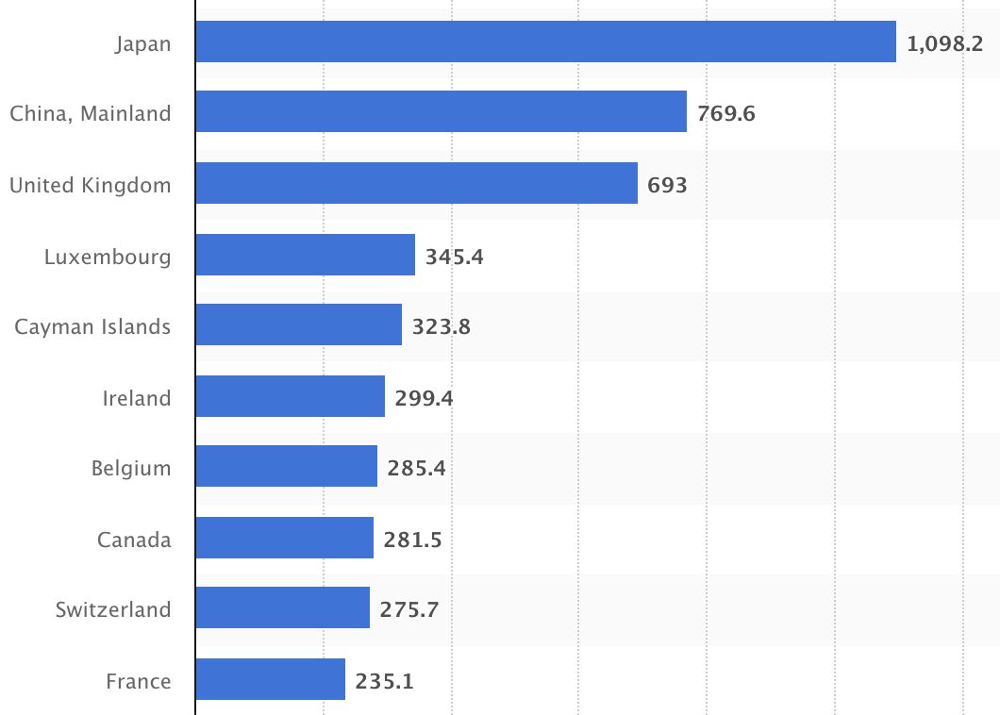 Japan 1,098.2
China, Mainland 769.6
United Kingdom 693
Luxembourg 345.4
Cayman Islands 323.8
Ireland 299.4
Belgium 285.4
Canada 281.5
Switzerland 275.7
France 235.1